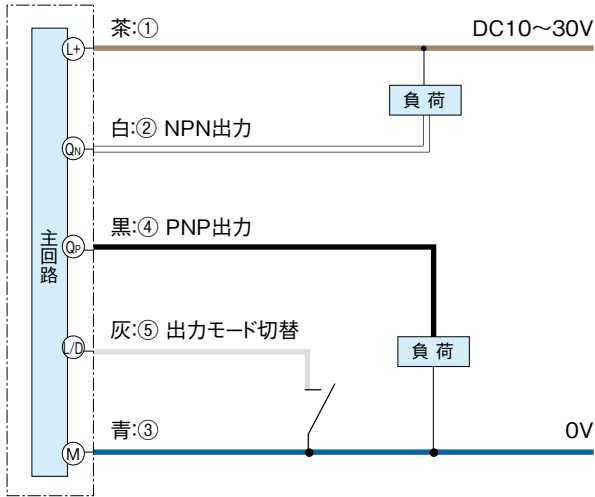 茶:① DC10～30V
L+
負 荷
白:② NPN出力
QN
黒:④ PNP出力
主回路
QP
灰:⑤ 出力モード切替
L/D
負 荷
青:③ 0V
M